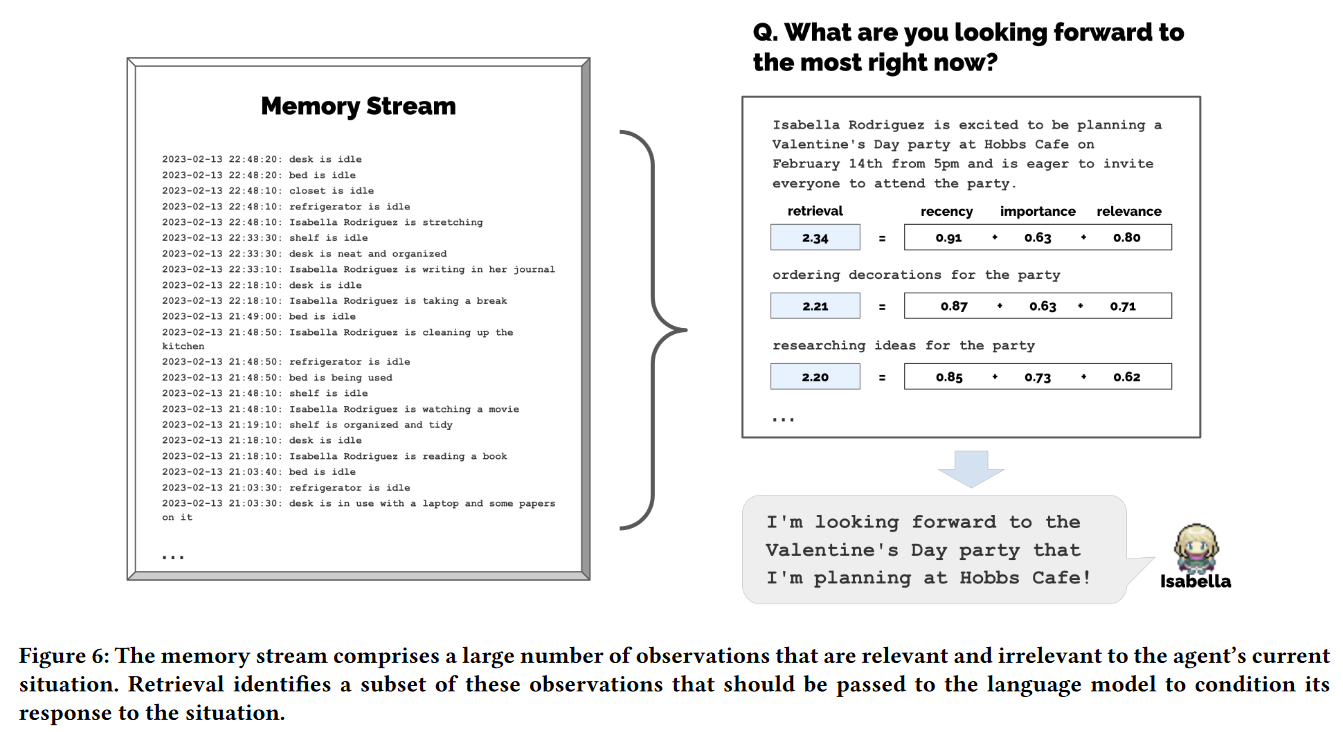 Memory Stream
2023-02-13 22:48:20: desk is idle
2023-02-13 22:48:20: bed is idle
2023-02-13 22:48:10: closet is idle
2023-02-13 22:48:10: refrigerator is idle
2023-02-13 22:48:10: Isabella Rodriguez is stretching
2023-02-13 22:33:30: shelf is idle
2023-02-13 22:33:30: desk is neat and organized
2023-02-13 22:33:10: Isabella Rodriguez is writing in her journal
2023-02-13 22:18:10: desk is idle
2023-02-13 22:18:10: Isabella Rodriguez is taking a break
2023-02-13 21:49:00: bed is idle
2023-02-13 21:48:50: Isabella Rodriguez is cleaning up the
kitchen
2023-02-13 21:48:50: refrigerator is idle
2023-02-13 21:48:50: bed is being used
2023-02-13 21:48:10: shelf is idle
2023-02-13 21:48:10: Isabella Rodriguez is watching a movie
2023-02-13 21:19:10: shelf is organized and tidy
2023-02-13 21:18:10: desk is idle
2023-02-13 21:18:10: Isabella Rodriguez is reading a book
2023-02-13 21:03:40: bed is idle
2023-02-13 21:03:30: refrigerator is idle
2023-02-13 21:03:30: desk is in use with a laptop and some papers
on it
...
Q. What are you looking forward to
the most right now?
Isabella Rodriguez is excited to be planning a
Valentine's Day party at Hobbs Cafe on
February 14th from 5pm and is eager to invite
everyone to attend the party.
retrieval recency importance relevance
2.34 = 0.91 + 0.63 + 0.80
ordering decorations for the party
2.21 = 0.87 + 0.63 + 0.71
researching ideas for the party
2.20 = 0.85 + 0.73 + 0.62
...
I'm looking forward to the
Valentine's Day party that
I'm planning at Hobbs Cafe!
Isabella
Figure 6: The memory stream comprises a large number of observations that are relevant and irrelevant to the agent's current
situation. Retrieval identifies a subset of these observations that should be passed to the language model to condition its
response to the situation.